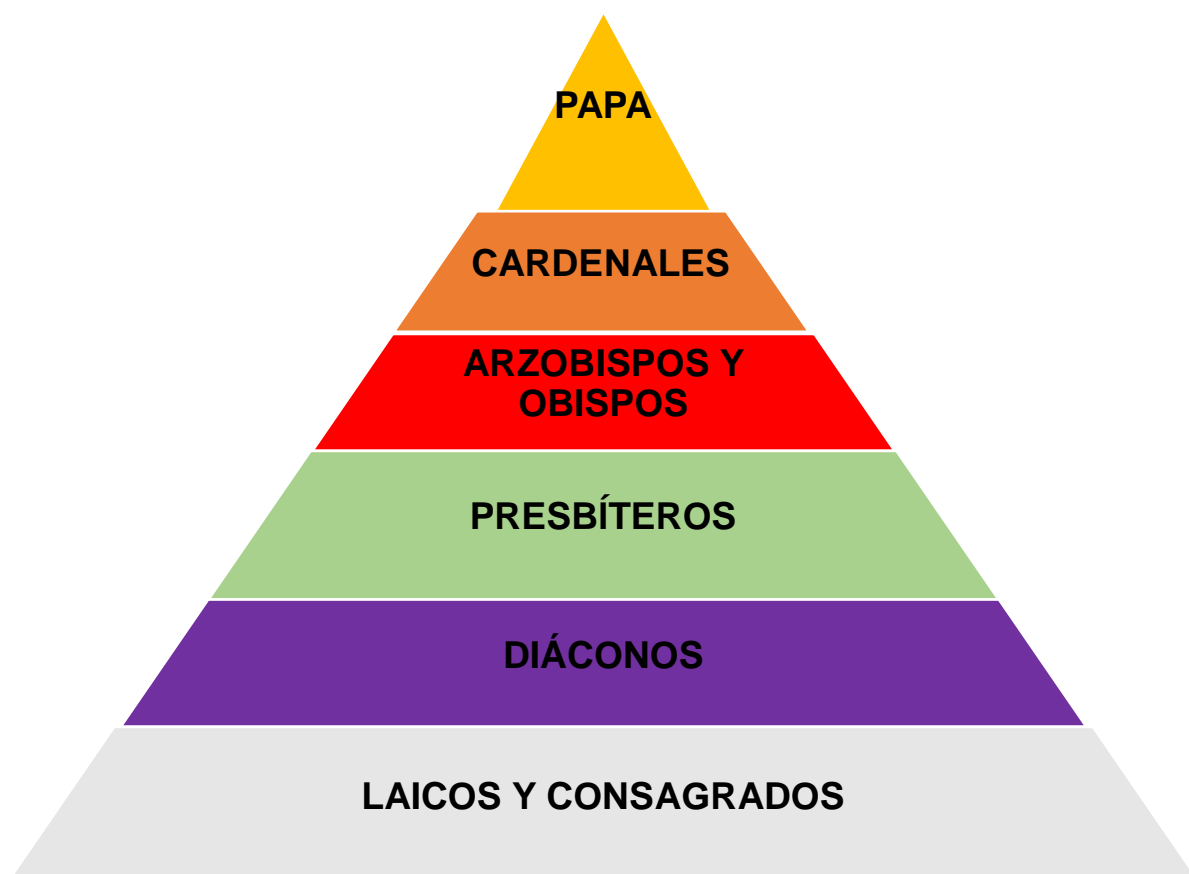 PAPA
CARDENALES
ARZOBISPOS Y
OBISPOS
PRESBÍTEROS
DIÁCONOS
LAICOS Y CONSAGRADOS